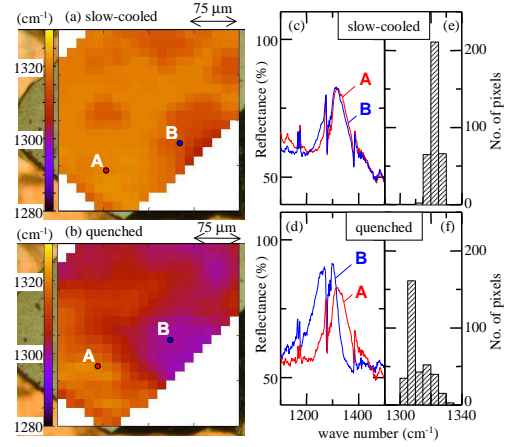 (cm⁻¹) (a) slow-cooled 75 μm
1320
1300
1280
A
B
(cm⁻¹) 75 μm
(b) quenched
1320
1300
1280
A
B
(c) slow-cooled (e)
100
50
Reflectance (%)
A
B
200
100
0
No. of pixels
(d) quenched (f)
100
50
Reflectance (%)
B
A
200
100
0
No. of pixels
1200 1400 1300 1340
wave number (cm⁻¹)